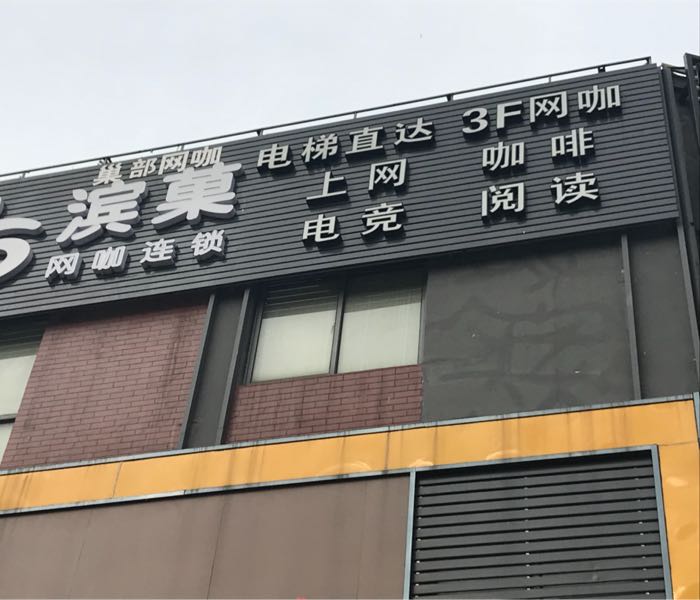 巢部网咖 电梯直达 3F网咖
滨菓 上网 咖啡
网咖连锁 电竞 阅读